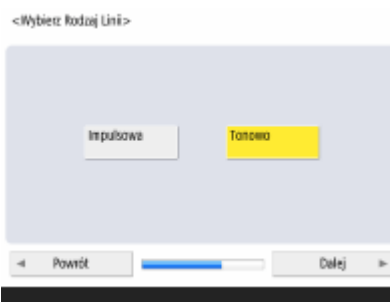 <Wybierz Rodzaj Linii>
Impulsowa
Tonowa
Powrót
Dalej